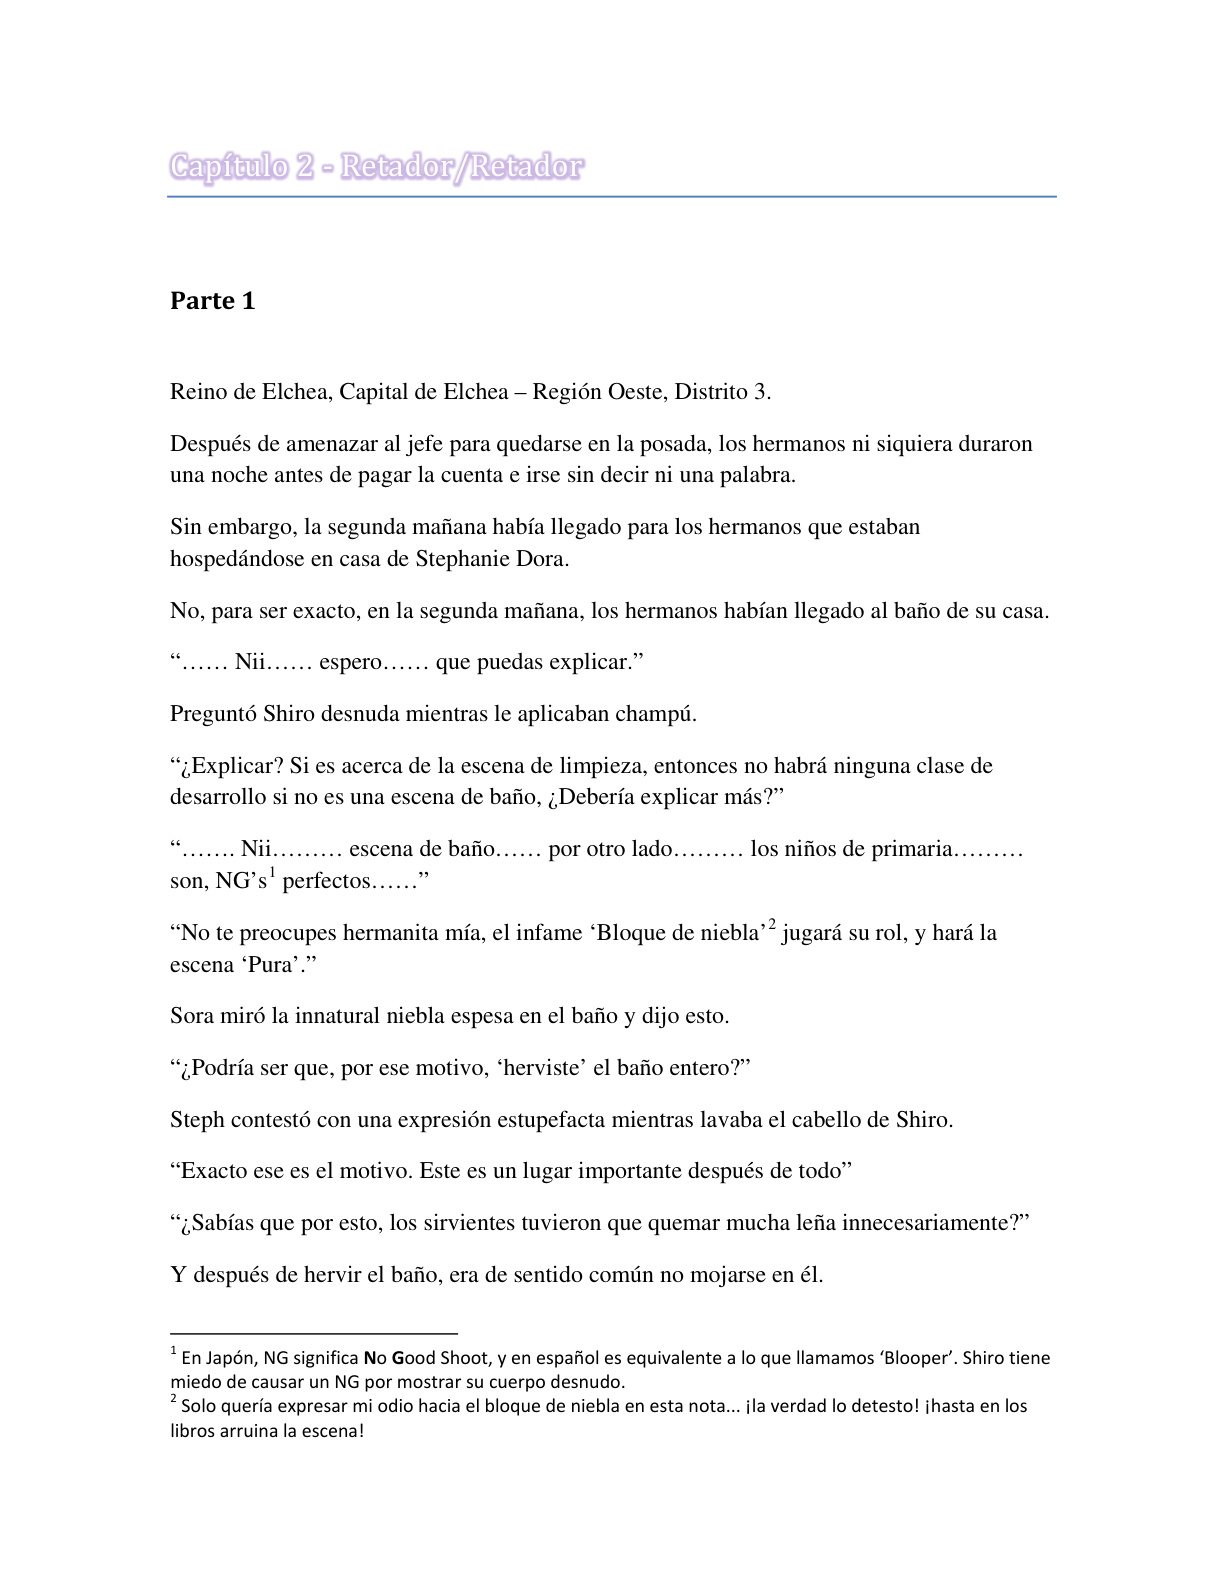 Capítulo 2 - Retador/Retador
Parte 1
Reino de Elchea, Capital de Elchea – Región Oeste, Distrito 3.
Después de amenazar al jefe para quedarse en la posada, los hermanos ni siquiera duraron
una noche antes de pagar la cuenta e irse sin decir ni una palabra.
Sin embargo, la segunda mañana había llegado para los hermanos que estaban
hospedándose en casa de Stephanie Dora.
No, para ser exacto, en la segunda mañana, los hermanos habían llegado al baño de su casa.
“…… Nii…… espero…… que puedas explicar.”
Preguntó Shiro desnuda mientras le aplicaban champú.
“¿Explicar? Si es acerca de la escena de limpieza, entonces no habrá ninguna clase de
desarrollo si no es una escena de baño, ¿Debería explicar más?”
“……. Nii……… escena de baño…… por otro lado……… los niños de primaria………
son, NG’s1 perfectos……”
“No te preocupes hermanita mía, el infame ‘Bloque de niebla’2 jugará su rol, y hará la
escena ‘Pura’.”
Sora miró la innatural niebla espesa en el baño y dijo esto.
“¿Podría ser que, por ese motivo, ‘herviste’ el baño entero?”
Steph contestó con una expresión estupefacta mientras lavaba el cabello de Shiro.
“Exacto ese es el motivo. Este es un lugar importante después de todo”
“¿Sabías que por esto, los sirvientes tuvieron que quemar mucha leña innecesariamente?”
Y después de hervir el baño, era de sentido común no mojarse en él.
1 En Japón, NG significa No Good Shoot, y en español es equivalente a lo que llamamos ‘Blooper’. Shiro tiene
miedo de causar un NG por mostrar su cuerpo desnudo.
2 Solo quería expresar mi odio hacia el bloque de niebla en esta nota... ¡la verdad lo detesto! ¡hasta en los
libros arruina la escena!